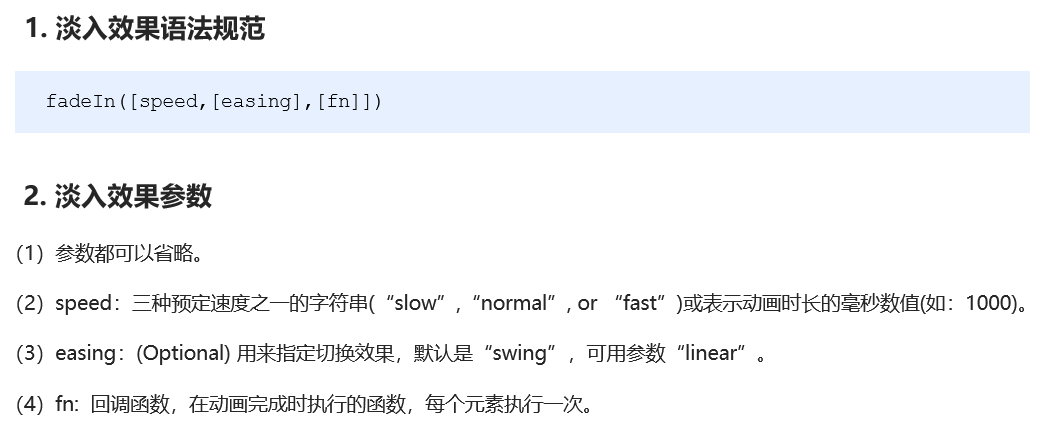 1. 淡入效果语法规范
fadeIn([speed,[easing],[fn]])
2. 淡入效果参数
（1）参数都可以省略。
（2）speed：三种预定速度之一的字符串(“slow”,“normal”, or “fast”)或表示动画时长的毫秒数值(如：1000)。
（3）easing：(Optional) 用来指定切换效果，默认是“swing”，可用参数“linear”。
（4）fn: 回调函数，在动画完成时执行的函数，每个元素执行一次。